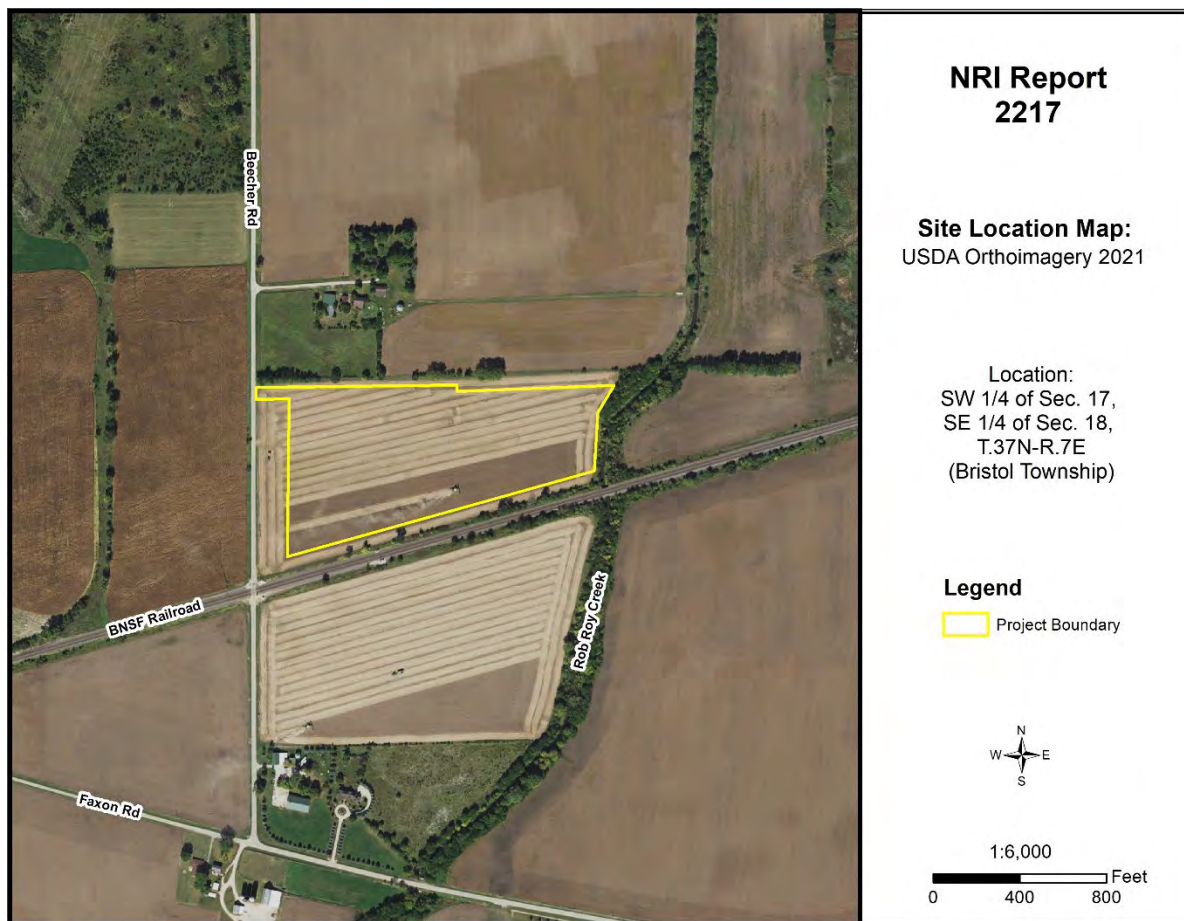 NRI Report
2217
Site Location Map:
USDA Orthoimagery 2021
Location:
SW 1/4 of Sec. 17,
SE 1/4 of Sec. 18,
T.37N-R.7E
(Bristol Township)
Legend
Project Boundary
N
W E
S
1:6,000
Feet
0 400 800
Beecher Rd
BNSF Railroad
Rob Roy Creek
Faxon Rd